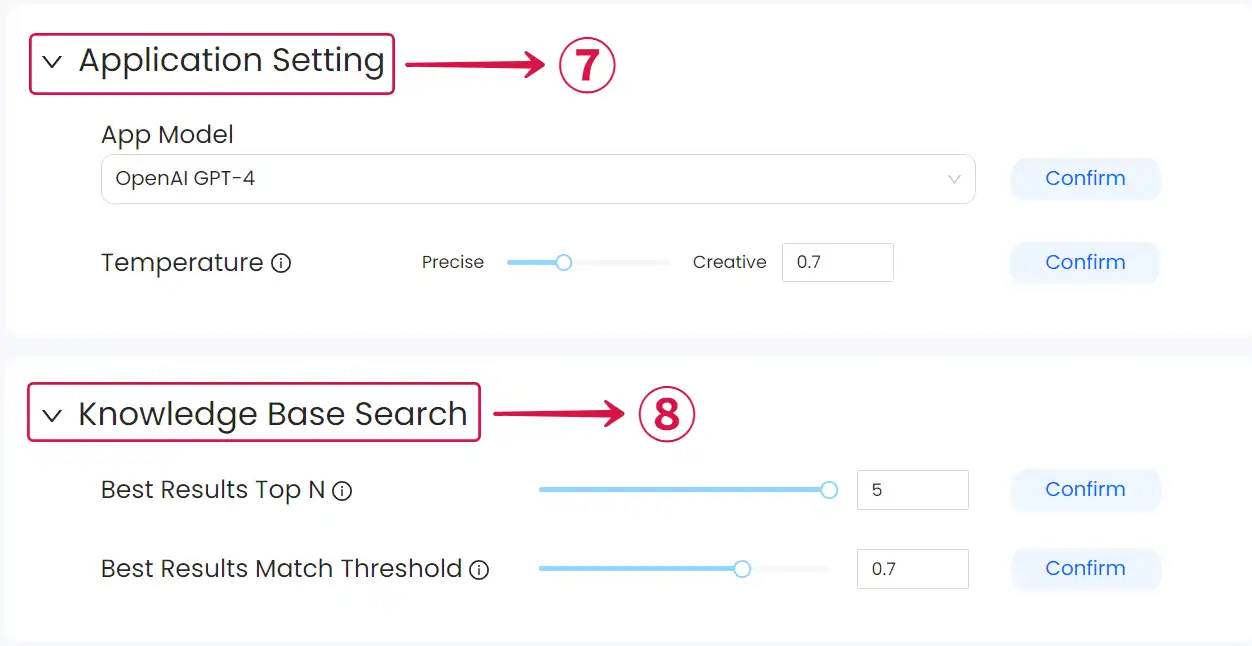 Application Setting 7
App Model
OpenAI GPT-4 Confirm
Temperature Precise Creative 0.7 Confirm
Knowledge Base Search 8
Best Results Top N 5 Confirm
Best Results Match Threshold 0.7 Confirm